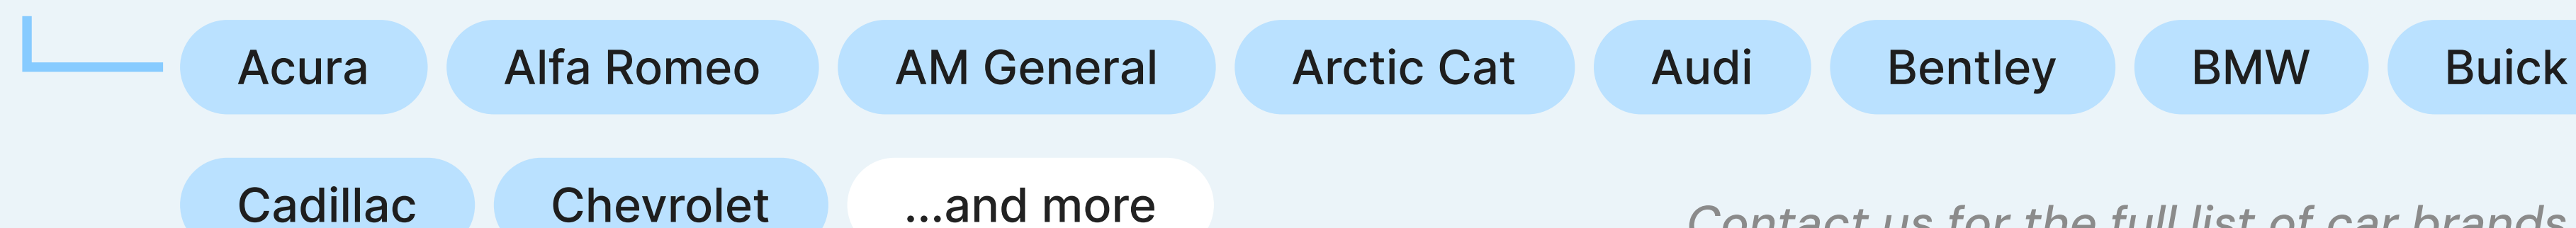 Acura Alfa Romeo AM General Arctic Cat Audi Bentley BMW Buick
Cadillac Chevrolet ...and more
Contact us for the full list of car brands